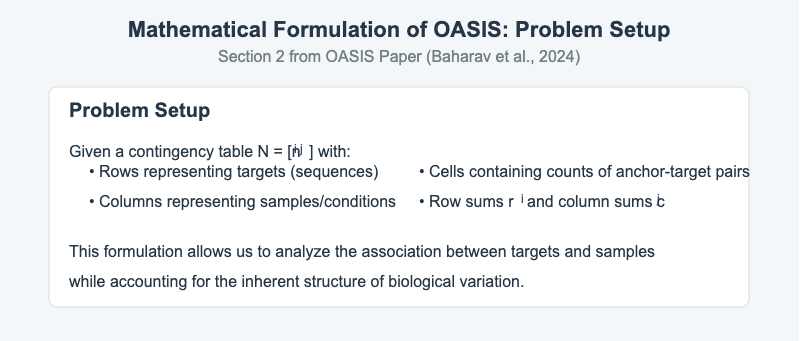 Mathematical Formulation of OASIS: Problem Setup
Section 2 from OASIS Paper (Baharav et al., 2024)
Problem Setup
Given a contingency table N = [nij] with:
• Rows representing targets (sequences)
• Cells containing counts of anchor-target pairs
• Columns representing samples/conditions
• Row sums r i and column sums c
This formulation allows us to analyze the association between targets and samples
while accounting for the inherent structure of biological variation.